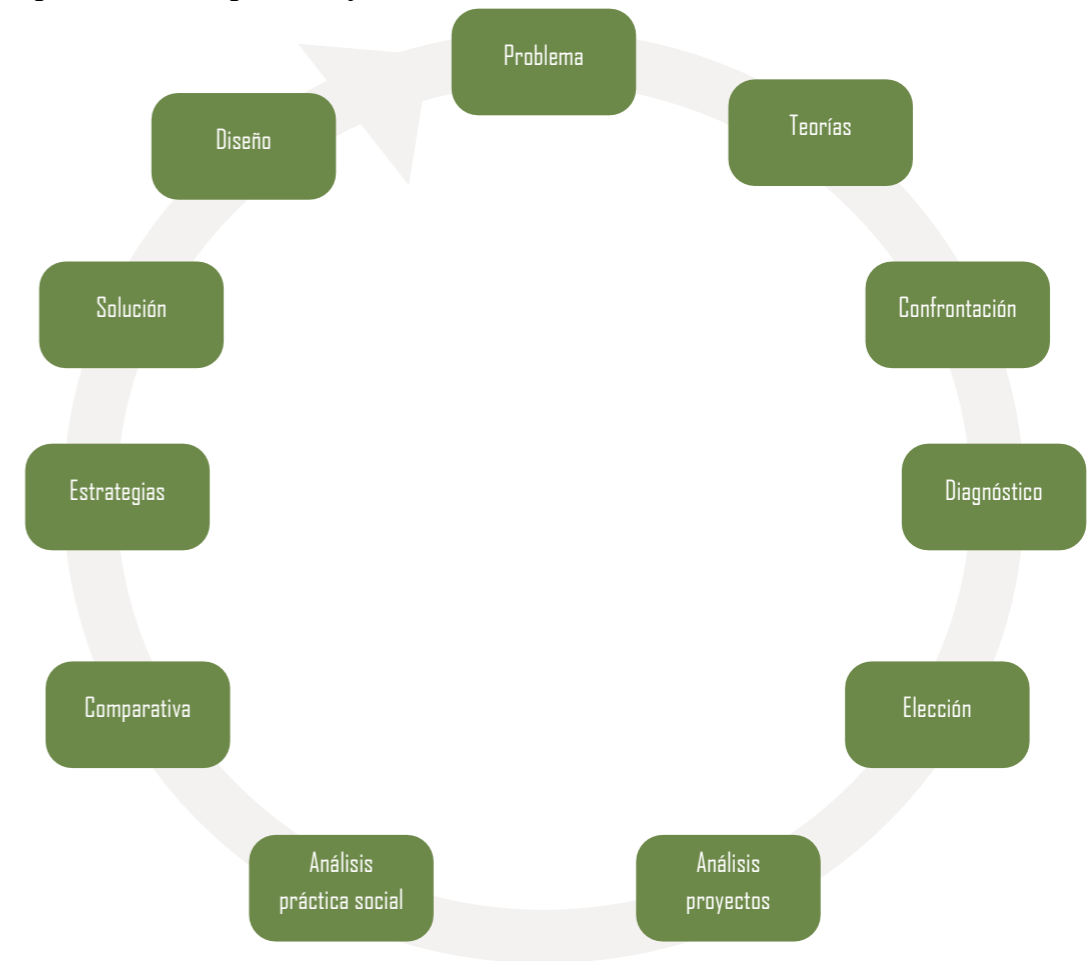 Problema
Teorías
Confrontación
Diagnóstico
Elección
Análisis
proyectos
Análisis
práctica social
Comparativa
Estrategias
Solución
Diseño